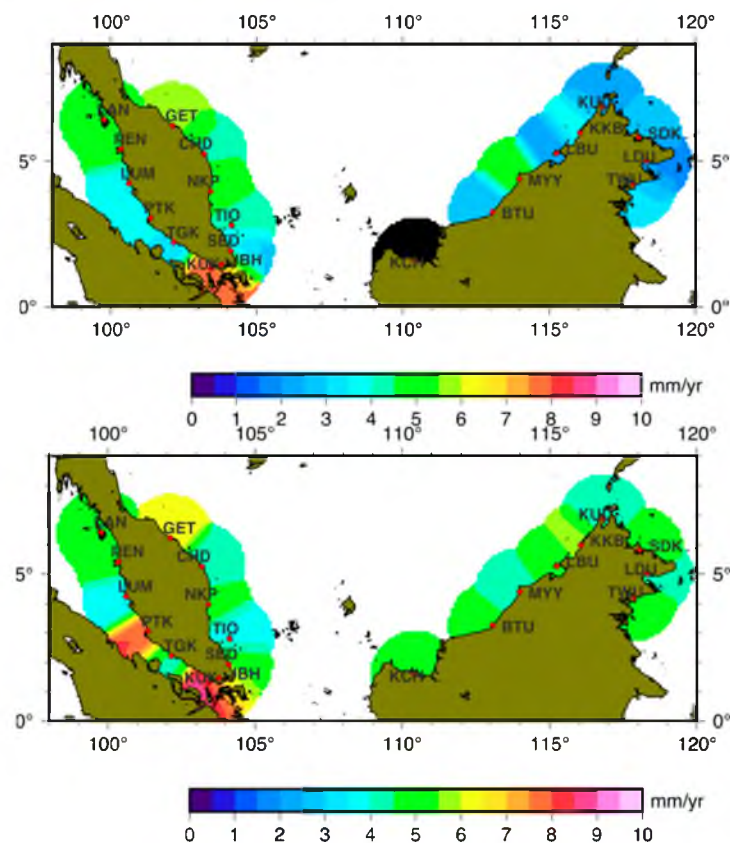 100° 105° 110° 115° 120°
LAN
GET
PEN
CHD
LUM
NKP
PTK
TIO
TGK
SED
KUK
JBH
KUD
KKB
SDK
LBU
LDU
MYY
TWU
BTU
KCH
5° 5°
0° 0°
100° 105° 110° 115° 120°
mm/yr
0 1 2 3 4 5 6 7 8 9 10
100° 105° 110° 115° 120°
LAN
GET
PEN
CHD
LUM
NKP
PTK
TIO
TGK
SED
KUK
JBH
KUD
KKB
SDK
LBU
LDU
MYY
TWU
BTU
KCH
5° 5°
0° 0°
100° 105° 110° 115° 120°
mm/yr
0 1 2 3 4 5 6 7 8 9 10